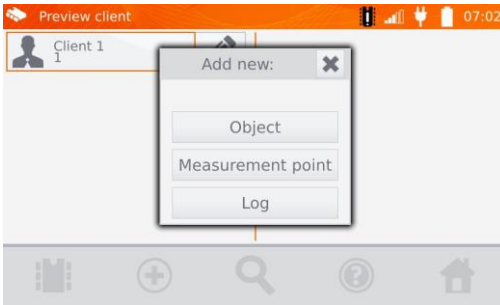 Preview client
07:02
Client 1
1
Add new:
Object
Measurement point
Log